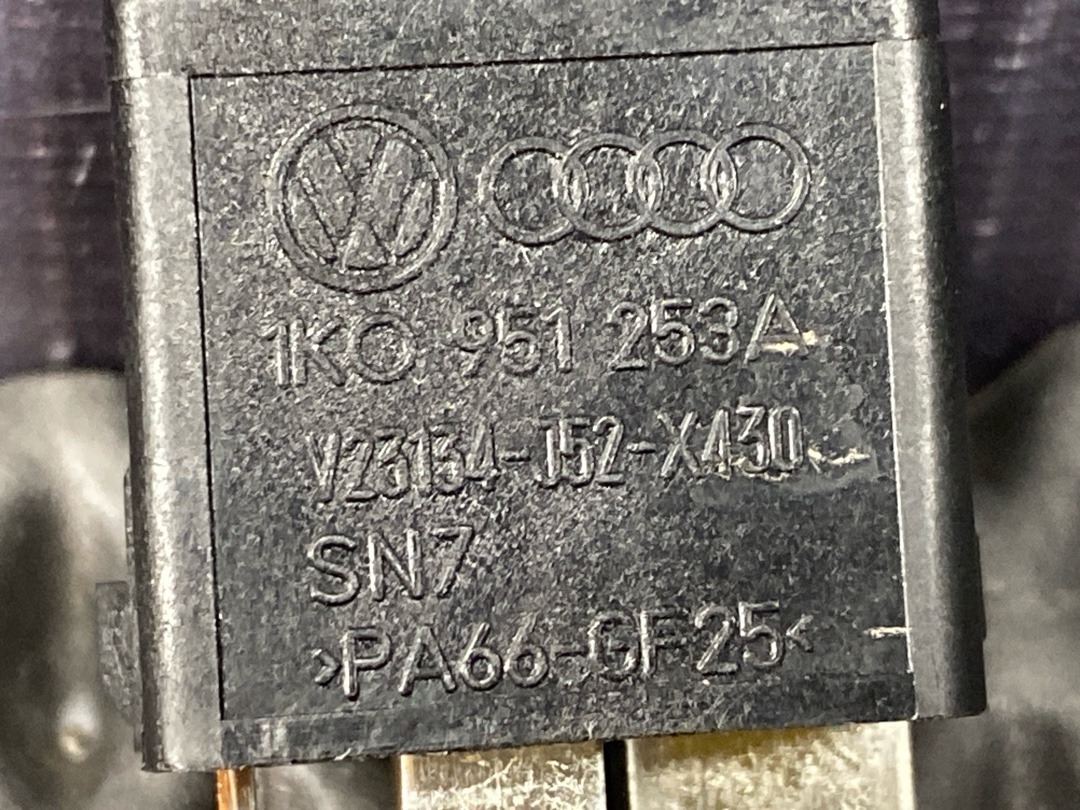 1K0 951 253A
V23134-J52-X430
SN7
>PA66-GF25<